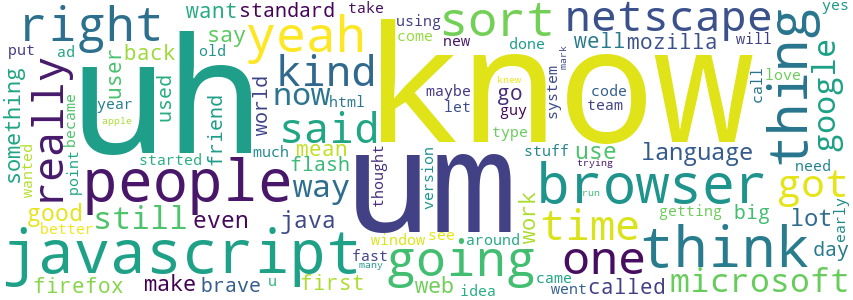 right
want
standard
take
using
come
sort
netscape
yes
put
ad
say
back
yeah
uh
know
new
done
well
mozilla
will
thing
something
really
user
used
old
friend
world
kind
now
html
year
apple
said
maybe
let
knew
go
guy
type
code
team
system
mark
call
love
google
wanted
point
became
started
much
mean
flash
people
way
thought
um
version
stuff
trying
use
language
need
browser
run
got
good
better
still
even
java
window
see
around
work
time
getting
big
lot
day
early
javascript
going
one
think
fast
many
firefox
make
brave
u
first
web
idea
came
went
called
microsoft